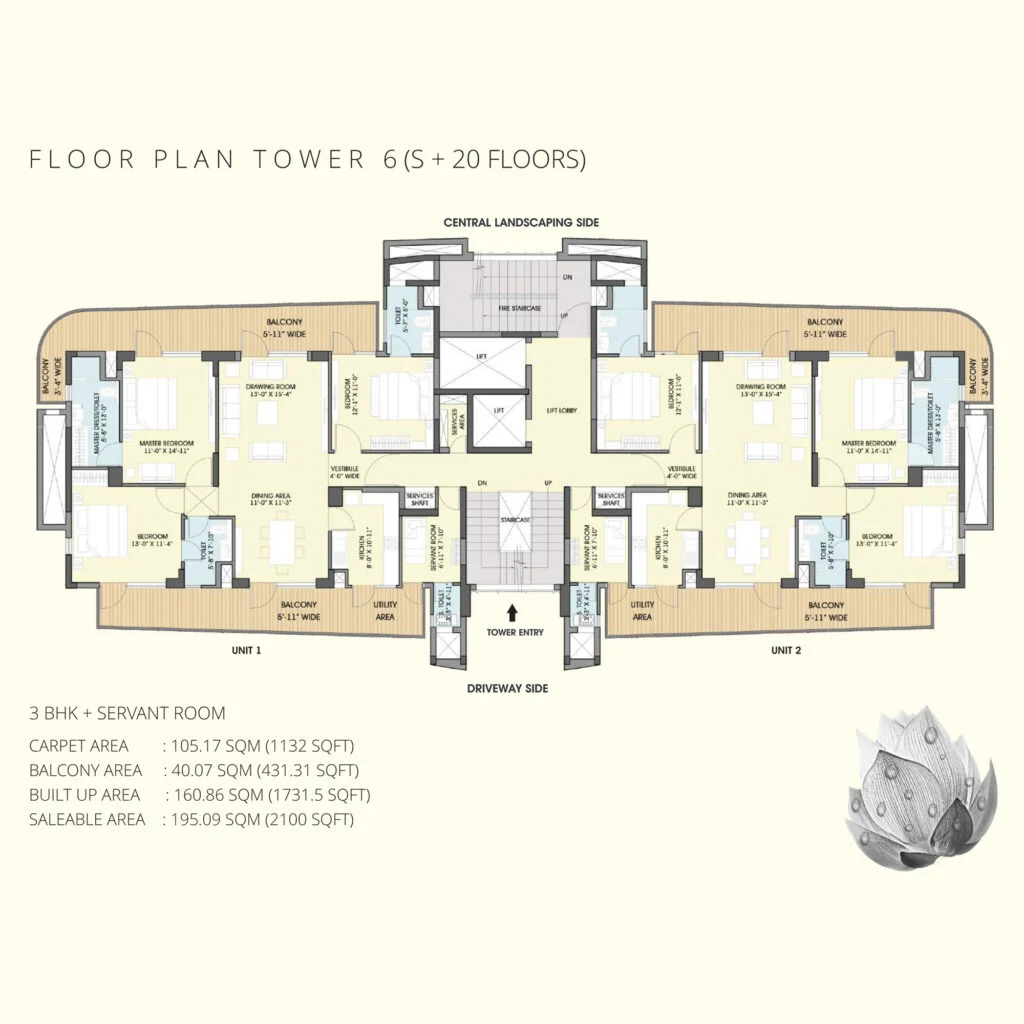 FLOOR PLAN TOWER 6 (S + 20 FLOORS)
CENTRAL LANDSCAPING SIDE
DN
FIRE STAIRCASE
UP
TOILET
5'-7" X 8'-0"
BALCONY
5'-11" WIDE
BALCONY
5'-11" WIDE
BALCONY
3'-4" WIDE
BALCONY
3'-4" WIDE
LIFT
LIFT
LIFT LOBBY
SERVICES
AREA
MASTER DRESS/TOILET
5'-8" X 13'-0"
MASTER BEDROOM
11'-0" X 14'-11"
DRAWING ROOM
13'-0" X 15'-4"
BEDROOM
12'-1" X 11'-0"
BEDROOM
12'-1" X 11'-0"
DRAWING ROOM
13'-0" X 15'-4"
MASTER BEDROOM
11'-0" X 14'-11"
MASTER DRESS/TOILET
5'-8" X 13'-0"
VESTIBULE
4'-0" WIDE
VESTIBULE
4'-0" WIDE
DN
UP
STAIRCASE
DINING AREA
11'-0" X 11'-3"
SERVICES
SHAFT
SERVICES
SHAFT
DINING AREA
11'-0" X 11'-3"
BEDROOM
13'-0" X 11'-4"
TOILET
5'-8" X 7'-10"
KITCHEN
8'-0" X 10'-11"
SERVANT ROOM
6'-11" X 7'-10"
SERVANT ROOM
6'-11" X 7'-10"
KITCHEN
8'-0" X 10'-11"
TOILET
5'-8" X 7'-10"
BEDROOM
13'-0" X 11'-4"
BALCONY
5'-11" WIDE
UTILITY
AREA
S. TOILET
TOWER ENTRY
S. TOILET
UTILITY
AREA
BALCONY
5'-11" WIDE
UNIT 1
UNIT 2
DRIVEWAY SIDE
3 BHK + SERVANT ROOM
CARPET AREA : 105.17 SQM (1132 SQFT)
BALCONY AREA : 40.07 SQM (431.31 SQFT)
BUILT UP AREA : 160.86 SQM (1731.5 SQFT)
SALEABLE AREA : 195.09 SQM (2100 SQFT)